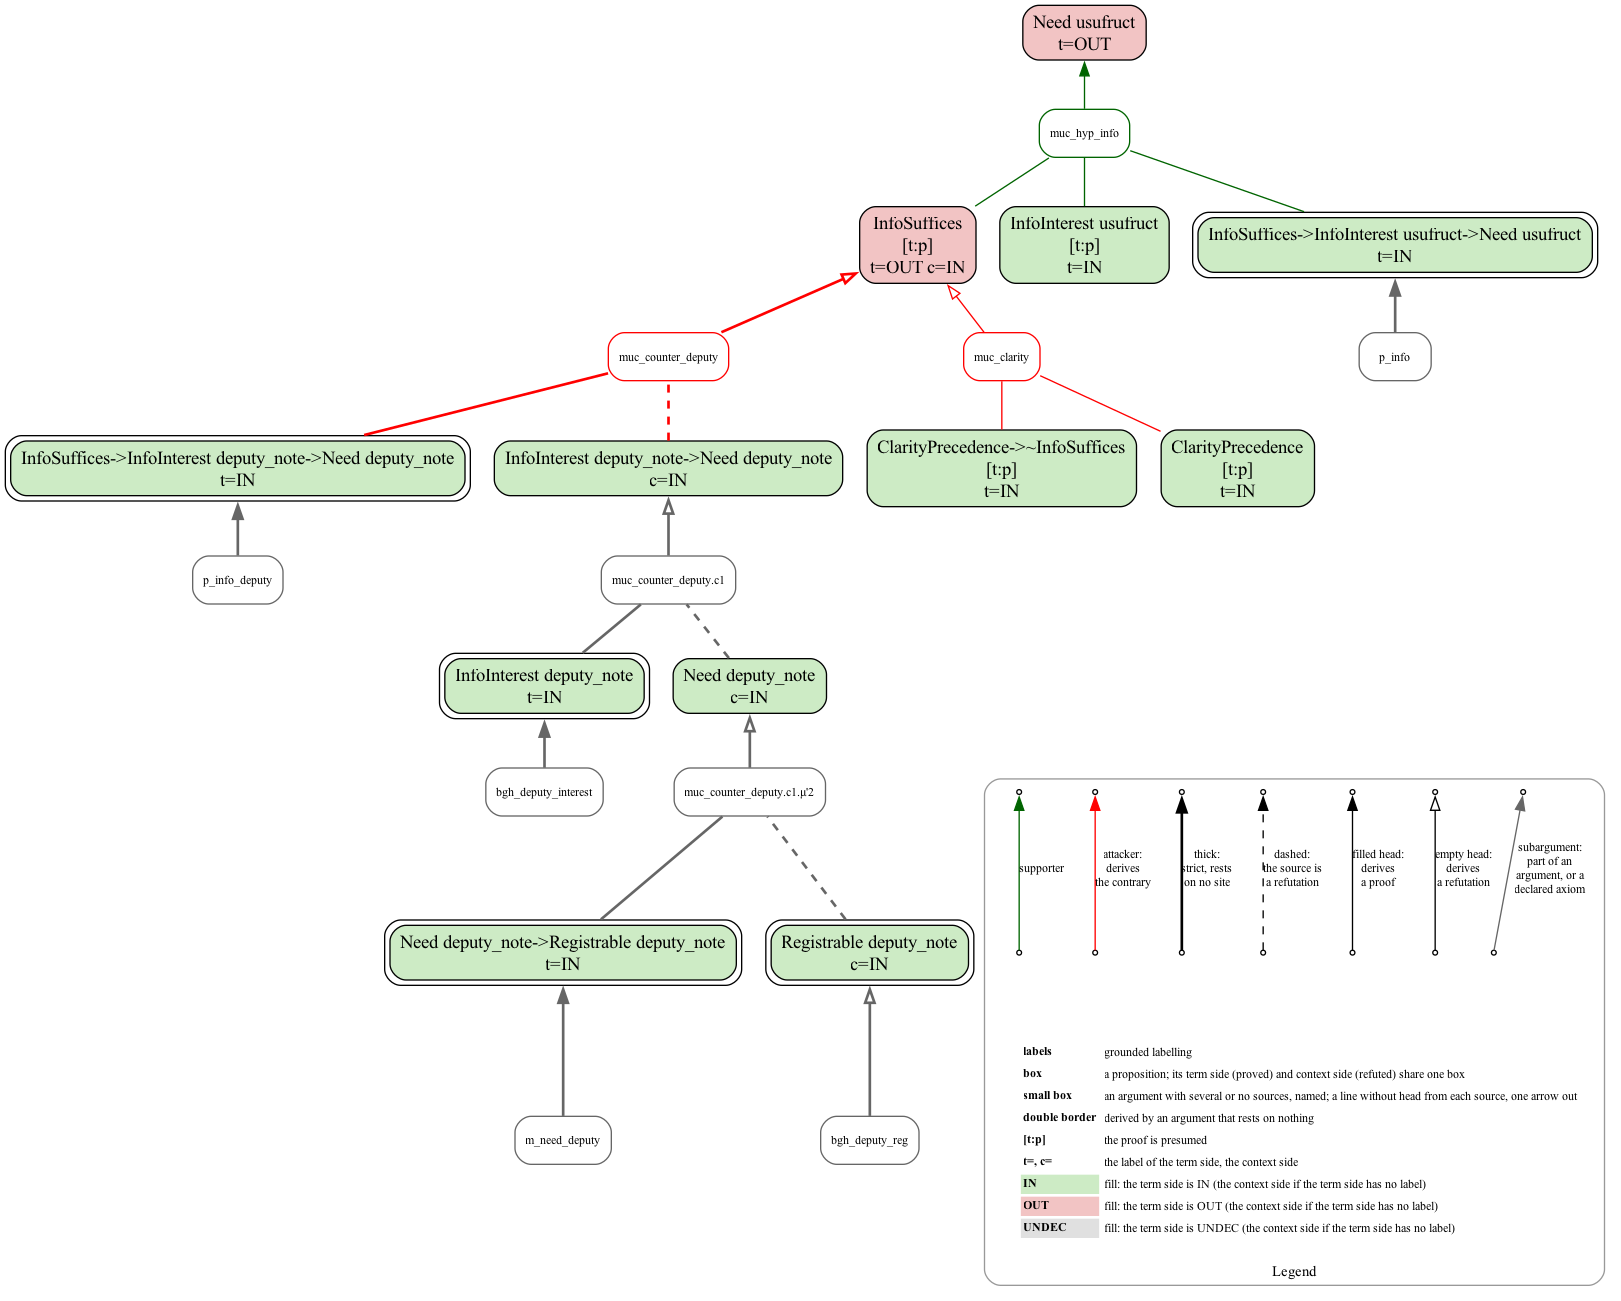 Need usufruct
t=OUT
muc_hyp_info
InfoSuffices
[t:p]
t=OUT c=IN
InfoInterest usufruct
[t:p]
t=IN
InfoSuffices->InfoInterest usufruct->Need usufruct
t=IN
muc_counter_deputy
muc_clarity
p_info
InfoSuffices->InfoInterest deputy_note->Need deputy_note
t=IN
InfoInterest deputy_note->Need deputy_note
c=IN
ClarityPrecedence->~InfoSuffices
[t:p]
t=IN
ClarityPrecedence
[t:p]
t=IN
p_info_deputy
muc_counter_deputy.c1
InfoInterest deputy_note
t=IN
Need deputy_note
c=IN
bgh_deputy_interest
muc_counter_deputy.c1.μ'2
Need deputy_note->Registrable deputy_note
t=IN
Registrable deputy_note
c=IN
m_need_deputy
bgh_deputy_reg
supporter
attacker:
derives
the contrary
thick:
strict, rests
on no site
dashed:
the source is
a refutation
filled head:
derives
a proof
empty head:
derives
a refutation
subargument:
part of an
argument, or a
declared axiom
labels grounded labelling
box a proposition; its term side (proved) and context side (refuted) share one box
small box an argument with several or no sources, named; a line without head from each source, one arrow out
double border derived by an argument that rests on nothing
[t:p] the proof is presumed
t=, c= the label of the term side, the context side
IN fill: the term side is IN (the context side if the term side has no label)
OUT fill: the term side is OUT (the context side if the term side has no label)
UNDEC fill: the term side is UNDEC (the context side if the term side has no label)
Legend